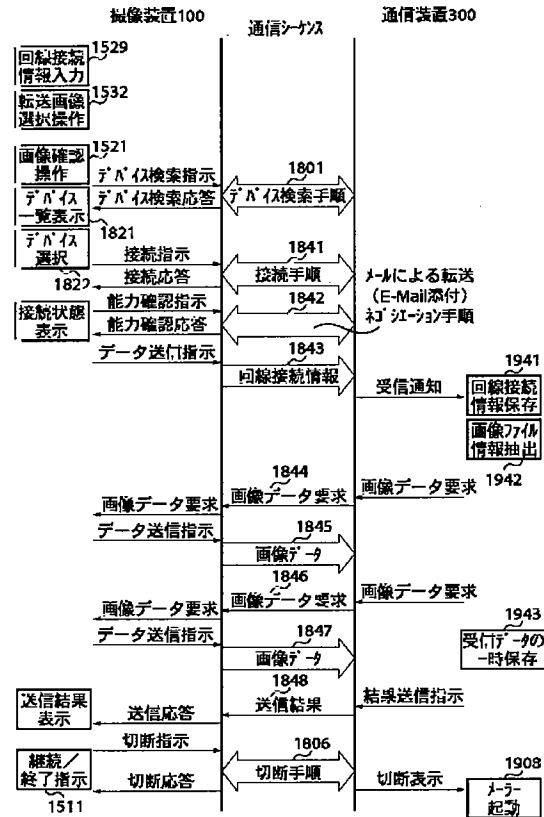 撮像装置100
通信シーケンス
通信装置300
1529
回線接続
情報入力
1532
転送画像
選択操作
1521
画像確認
操作
デバイス検索指示
1801
デバイス検索手順
デバイス検索応答
デバイス
一覧表示
1821
デバイス
選択
1822
接続指示
1841
接続手順
接続応答
能力確認指示
1842
メールによる転送
(E-Mail添付)
ネゴシエーション手順
接続状態
表示
能力確認応答
データ送信指示
1843
回線接続情報
受信通知
1941
回線接続
情報保存
画像ファイル
情報抽出
1942
1844
画像データ要求
画像データ要求
画像データ要求
データ送信指示
1845
画像データ
1846
画像データ要求
画像データ要求
画像データ要求
データ送信指示
1847
画像データ
1943
受信データの
一時保存
1848
結果送信指示
送信結果
送信結果
表示
送信応答
切断指示
1806
切断手順
継続/
終了指示
1511
切断応答
切断表示
1908
メーラー
起動